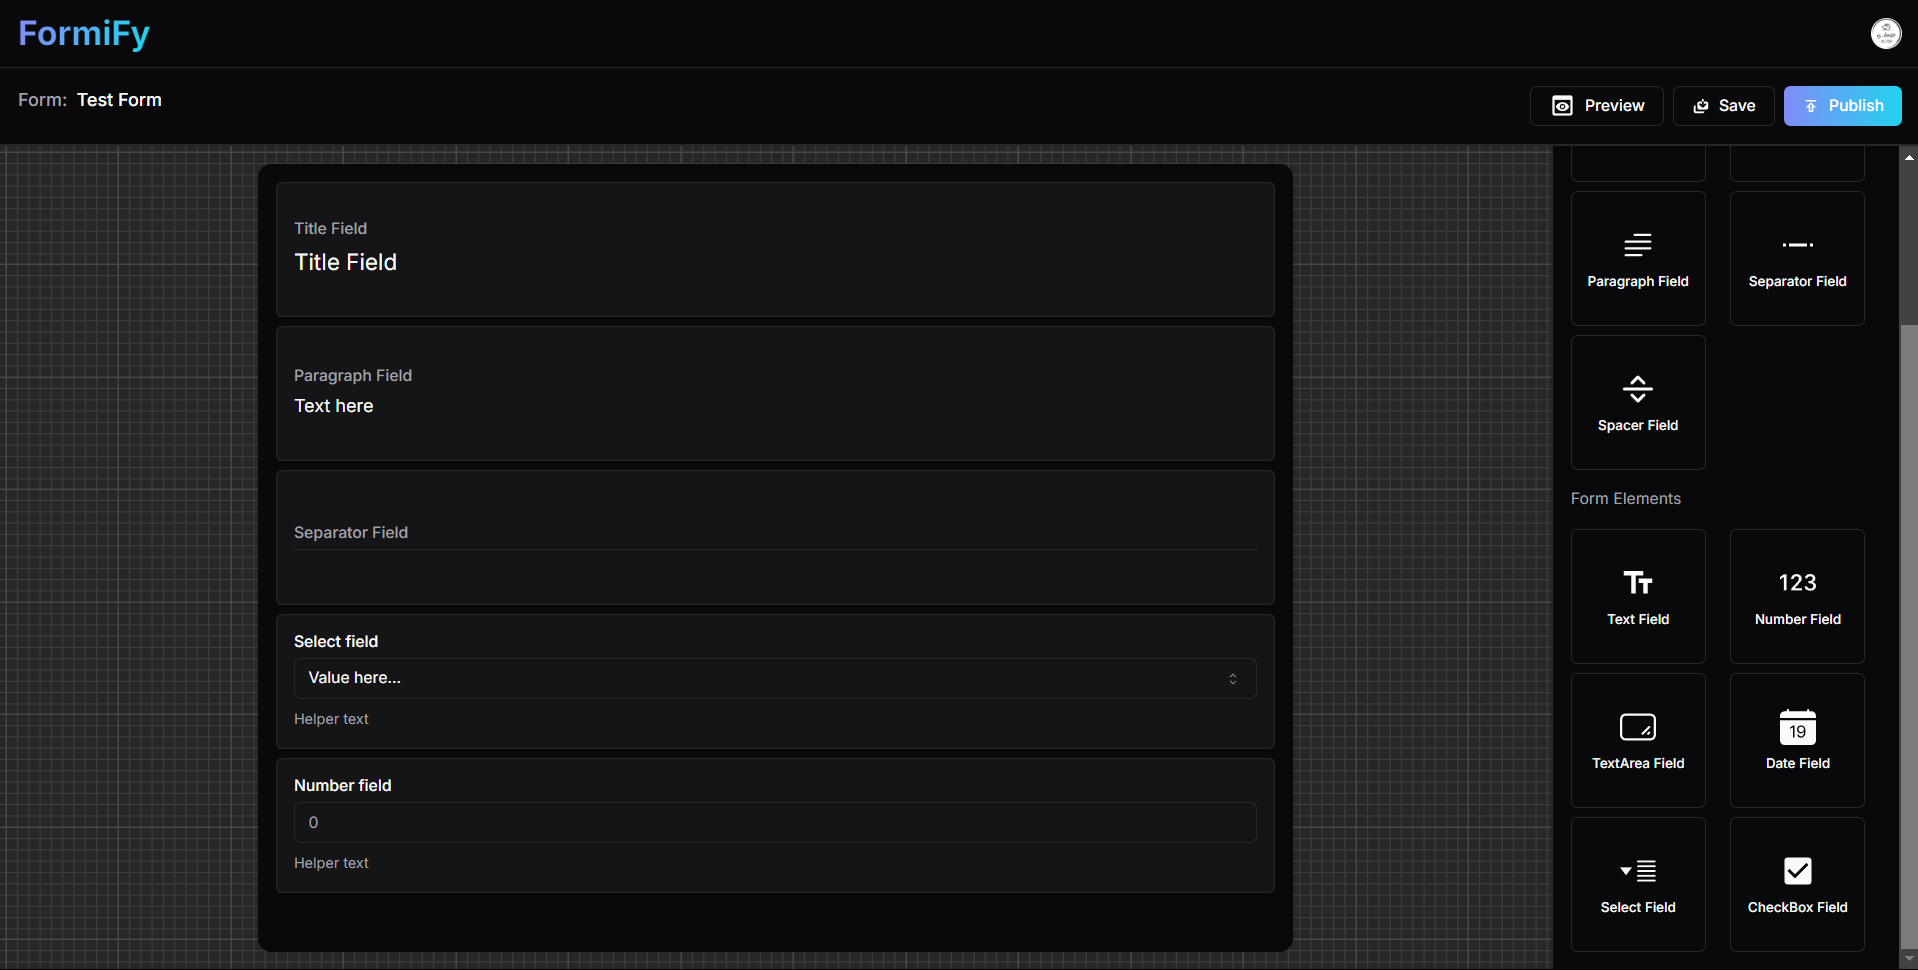 FormiFy
Form: Test Form
Preview
Save
Publish
Title Field
Title Field
Paragraph Field
Text here
Separator Field
Select field
Value here...
Helper text
Number field
0
Helper text
Paragraph Field
Separator Field
Spacer Field
Form Elements
Text Field
123
Number Field
TextArea Field
19
Date Field
Select Field
CheckBox Field